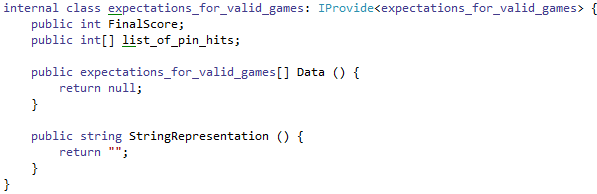 internal class expectations_for_valid_games: IProvide<expectations_for_valid_games> {
    public int FinalScore;
    public int[] list_of_pin_hits;

    public expectations_for_valid_games[] Data () {
        return null;
    }

    public string StringRepresentation () {
        return "";
    }
}